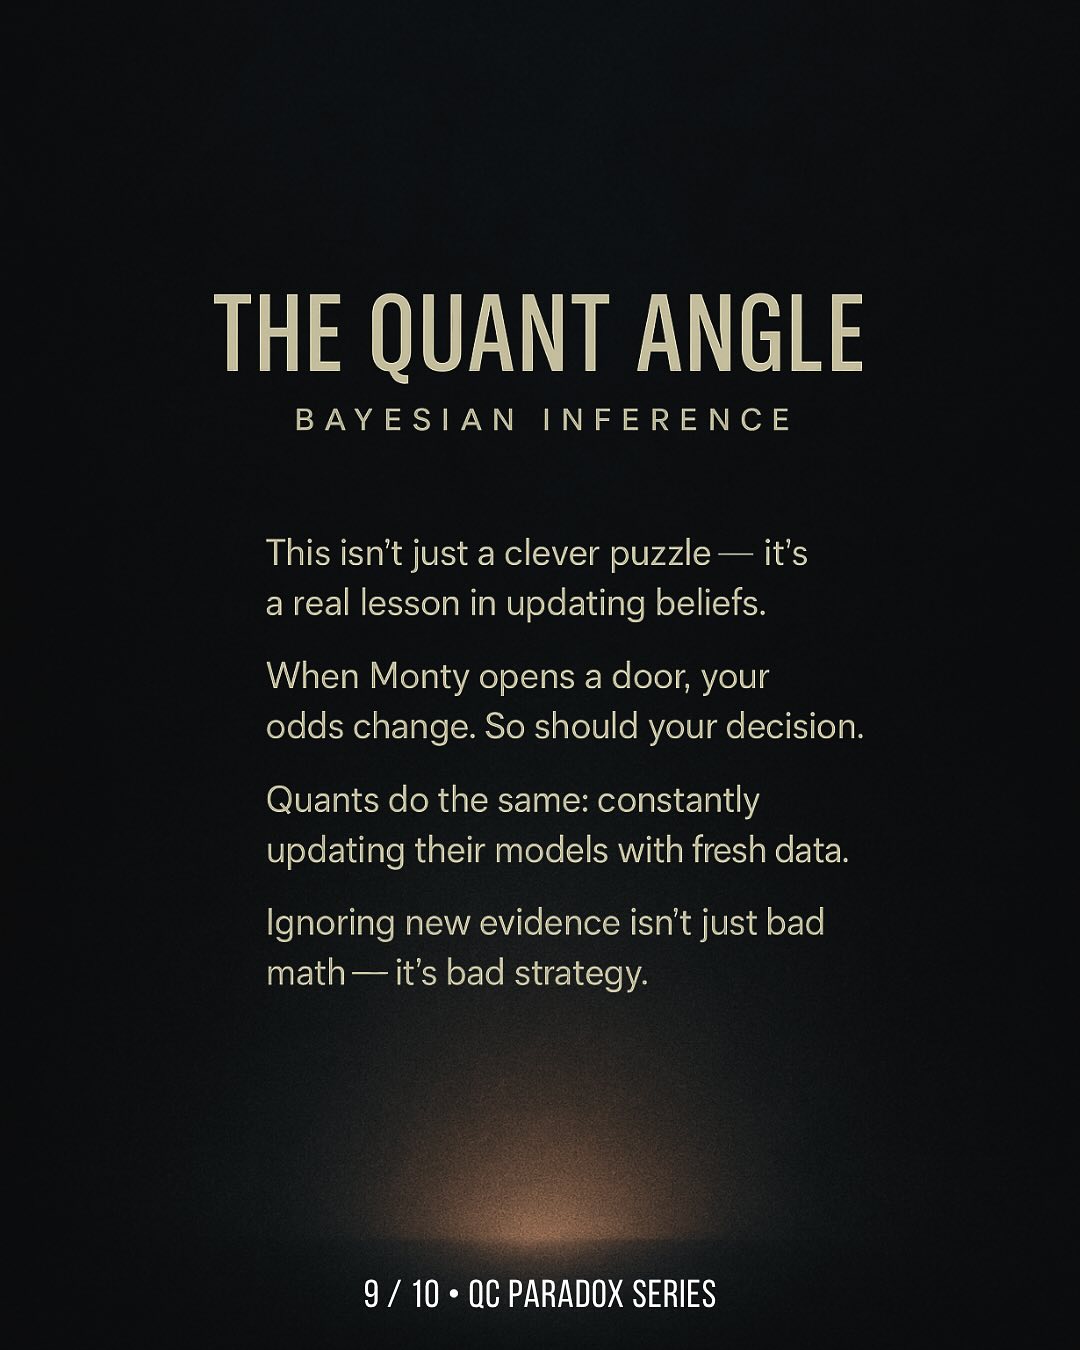 THE QUANT ANGLE
BAYESIAN INFERENCE
This isn’t just a clever puzzle — it’s
a real lesson in updating beliefs.
When Monty opens a door, your
odds change. So should your decision.
Quants do the same: constantly
updating their models with fresh data.
Ignoring new evidence isn’t just bad
math — it’s bad strategy.
9 / 10 • QC PARADOX SERIES